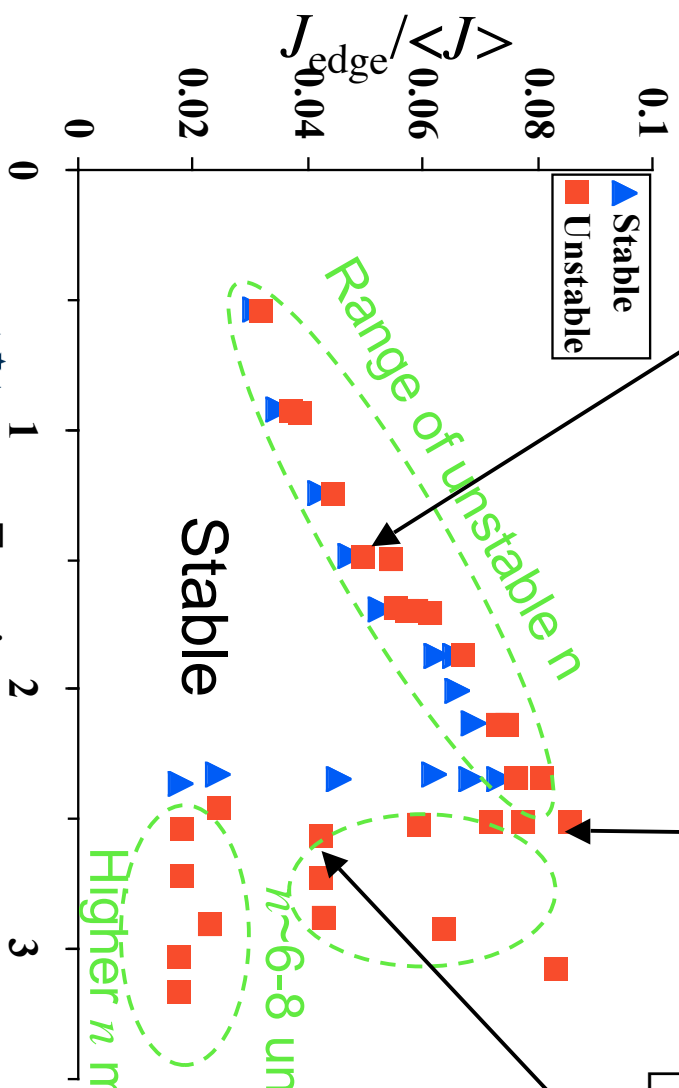 J_edge/<J>
0.1
0.08
0.06
0.04
0.02
0
Stable
Unstable
Range of unstable n
Stable
n~6-8 un
Higher n m
0
1
2
3